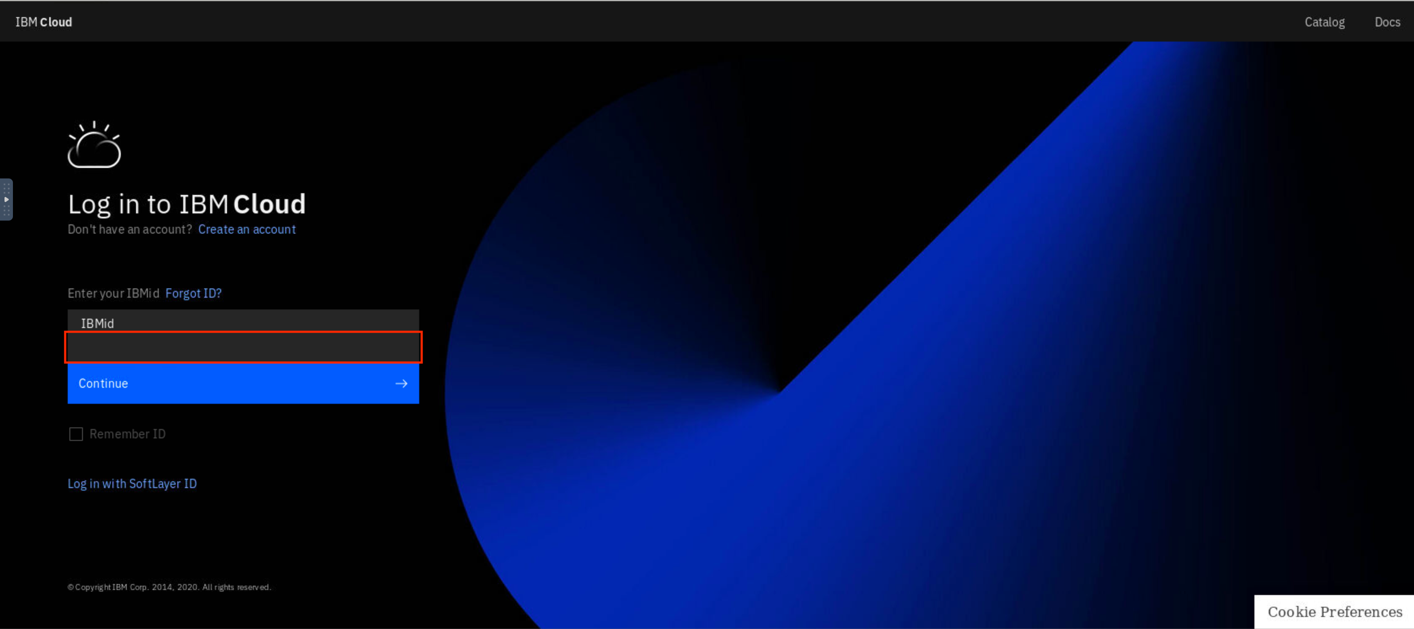 IBM Cloud
Catalog Docs
Log in to IBM Cloud
Don't have an account? Create an account
Enter your IBMid Forgot ID?
IBMid
Continue
Remember ID
Log in with SoftLayer ID
© Copyright IBM Corp. 2014, 2020. All rights reserved.
Cookie Preferences